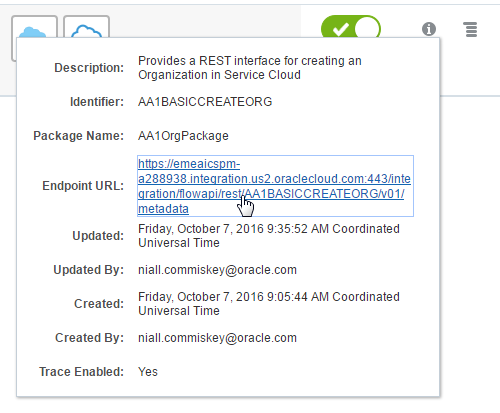 Description: Provides a REST interface for creating an
Organization in Service Cloud
Identifier: AA1BASICCREATEORG
Package Name: AA1OrgPackage
https://emeaicspm-
a288938.integration.us2.oraclecloud.com:443/inte
Endpoint URL: gration/flowapi/rest/AA1BASICCREATEORG/v01/
metadata
Updated: Friday, October 7, 2016 9:35:52 AM Coordinated
Universal Time
Updated By: niall.commiskey@oracle.com
Created: Friday, October 7, 2016 9:05:44 AM Coordinated
Universal Time
Created By: niall.commiskey@oracle.com
Trace Enabled: Yes